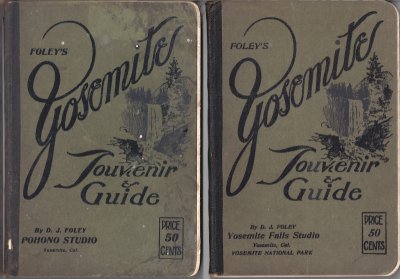 FOLEY'S
Yosemite
Souvenir
&
Guide
By D. J. FOLEY
POHONO STUDIO
Yosemite, Cal.
PRICE
50
CENTS
FOLEY'S
Yosemite
Souvenir
&
Guide
By D. J. FOLEY
Yosemite Falls Studio
Yosemite, Cal.
YOSEMITE NATIONAL PARK
PRICE
50
CENTS